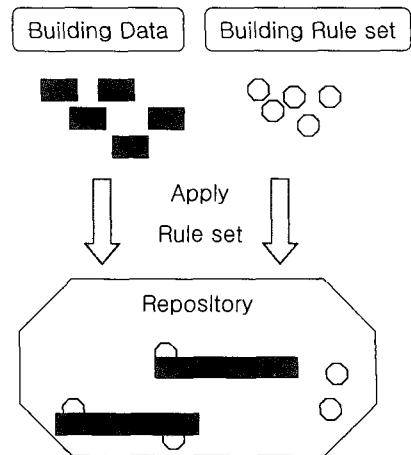 Building Data
Building Rule set
Apply
Rule set
Repository